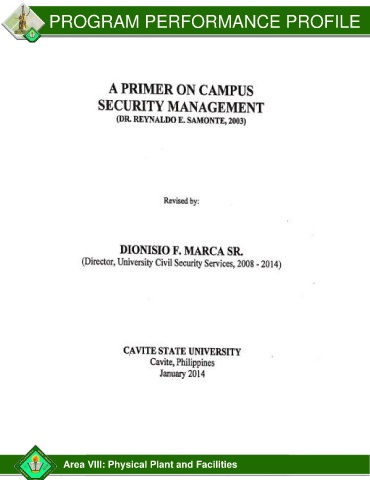 PROGRAM PERFORMANCE PROFILE
A PRIMER ON CAMPUS
SECURITY MANAGEMENT
(DR. REYNALDO E. SAMONTE, 2003)
Revised by:
DIONISIO F. MARCA SR.
(Director, University Civil Security Services, 2008 - 2014)
CAVITE STATE UNIVERSITY
Cavite, Philippines
January 2014
Area VIII: Physical Plant and Facilities